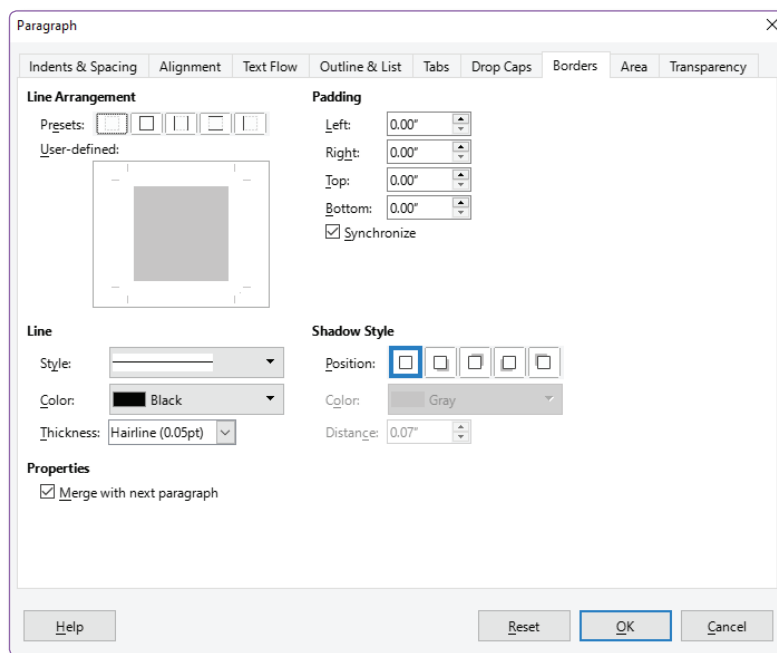 Paragraph
Indents & Spacing Alignment Text Flow Outline & List Tabs Drop Caps Borders Area Transparency
Line Arrangement
Presets:
User-defined:
Padding
Left: 0.00"
Right: 0.00"
Top: 0.00"
Bottom: 0.00"
Synchronize
Line
Style:
Color: Black
Thickness: Hairline (0.05pt)
Shadow Style
Position:
Color: Gray
Distance: 0.07"
Properties
Merge with next paragraph
Help Reset OK Cancel